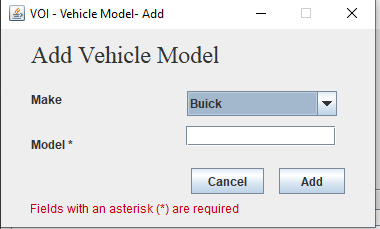 VOI - Vehicle Model- Add
Add Vehicle Model
Make
Buick
Model *
Cancel
Add
Fields with an asterisk (*) are required